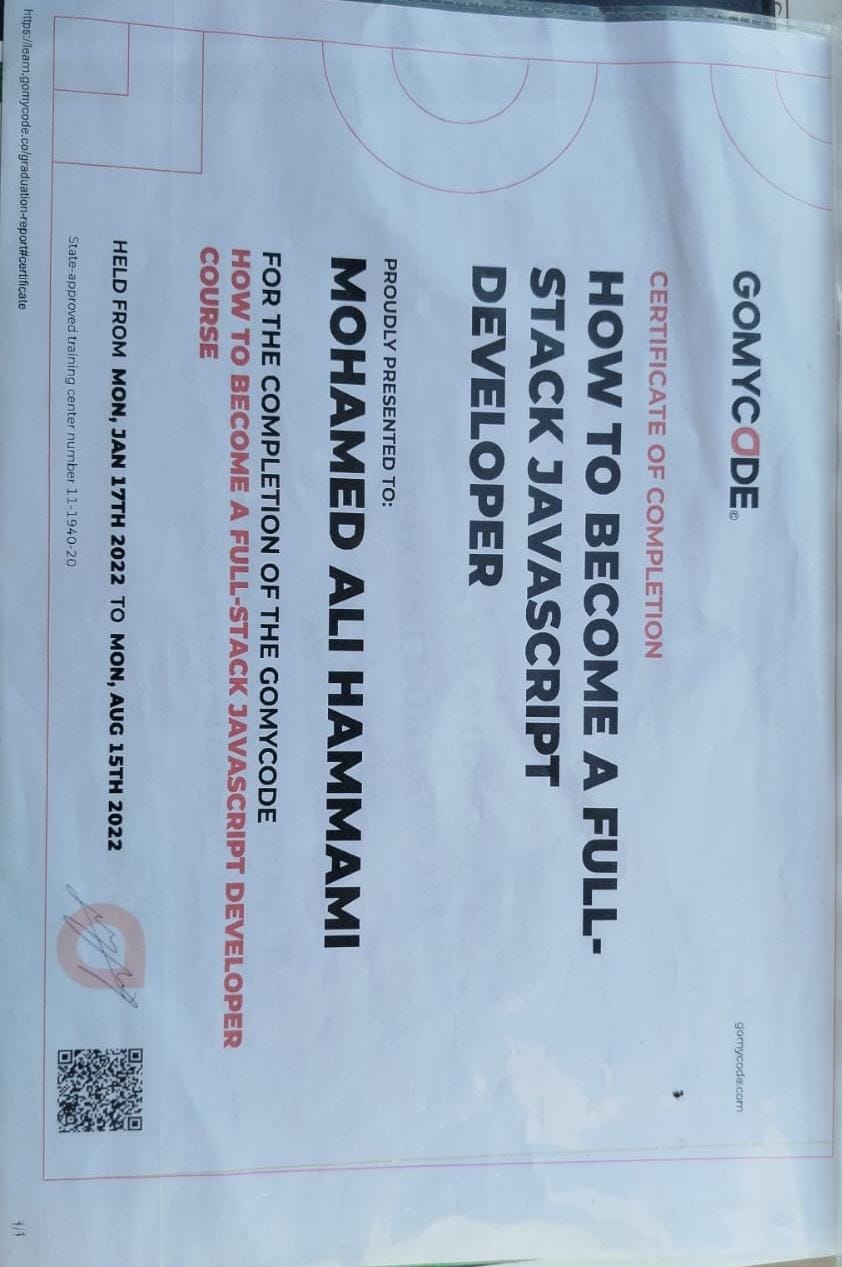 GOMYCODE©
gomycode.com
CERTIFICATE OF COMPLETION
HOW TO BECOME A FULL-
STACK JAVASCRIPT
DEVELOPER
PROUDLY PRESENTED TO:
MOHAMED ALI HAMMAMI
FOR THE COMPLETION OF THE GOMYCODE
HOW TO BECOME A FULL-STACK JAVASCRIPT DEVELOPER
COURSE
HELD FROM MON, JAN 17TH 2022 TO MON, AUG 15TH 2022
State-approved training center number 11-1940-20
https://learn.gomycode.co/graduation-report#certificate
1/1